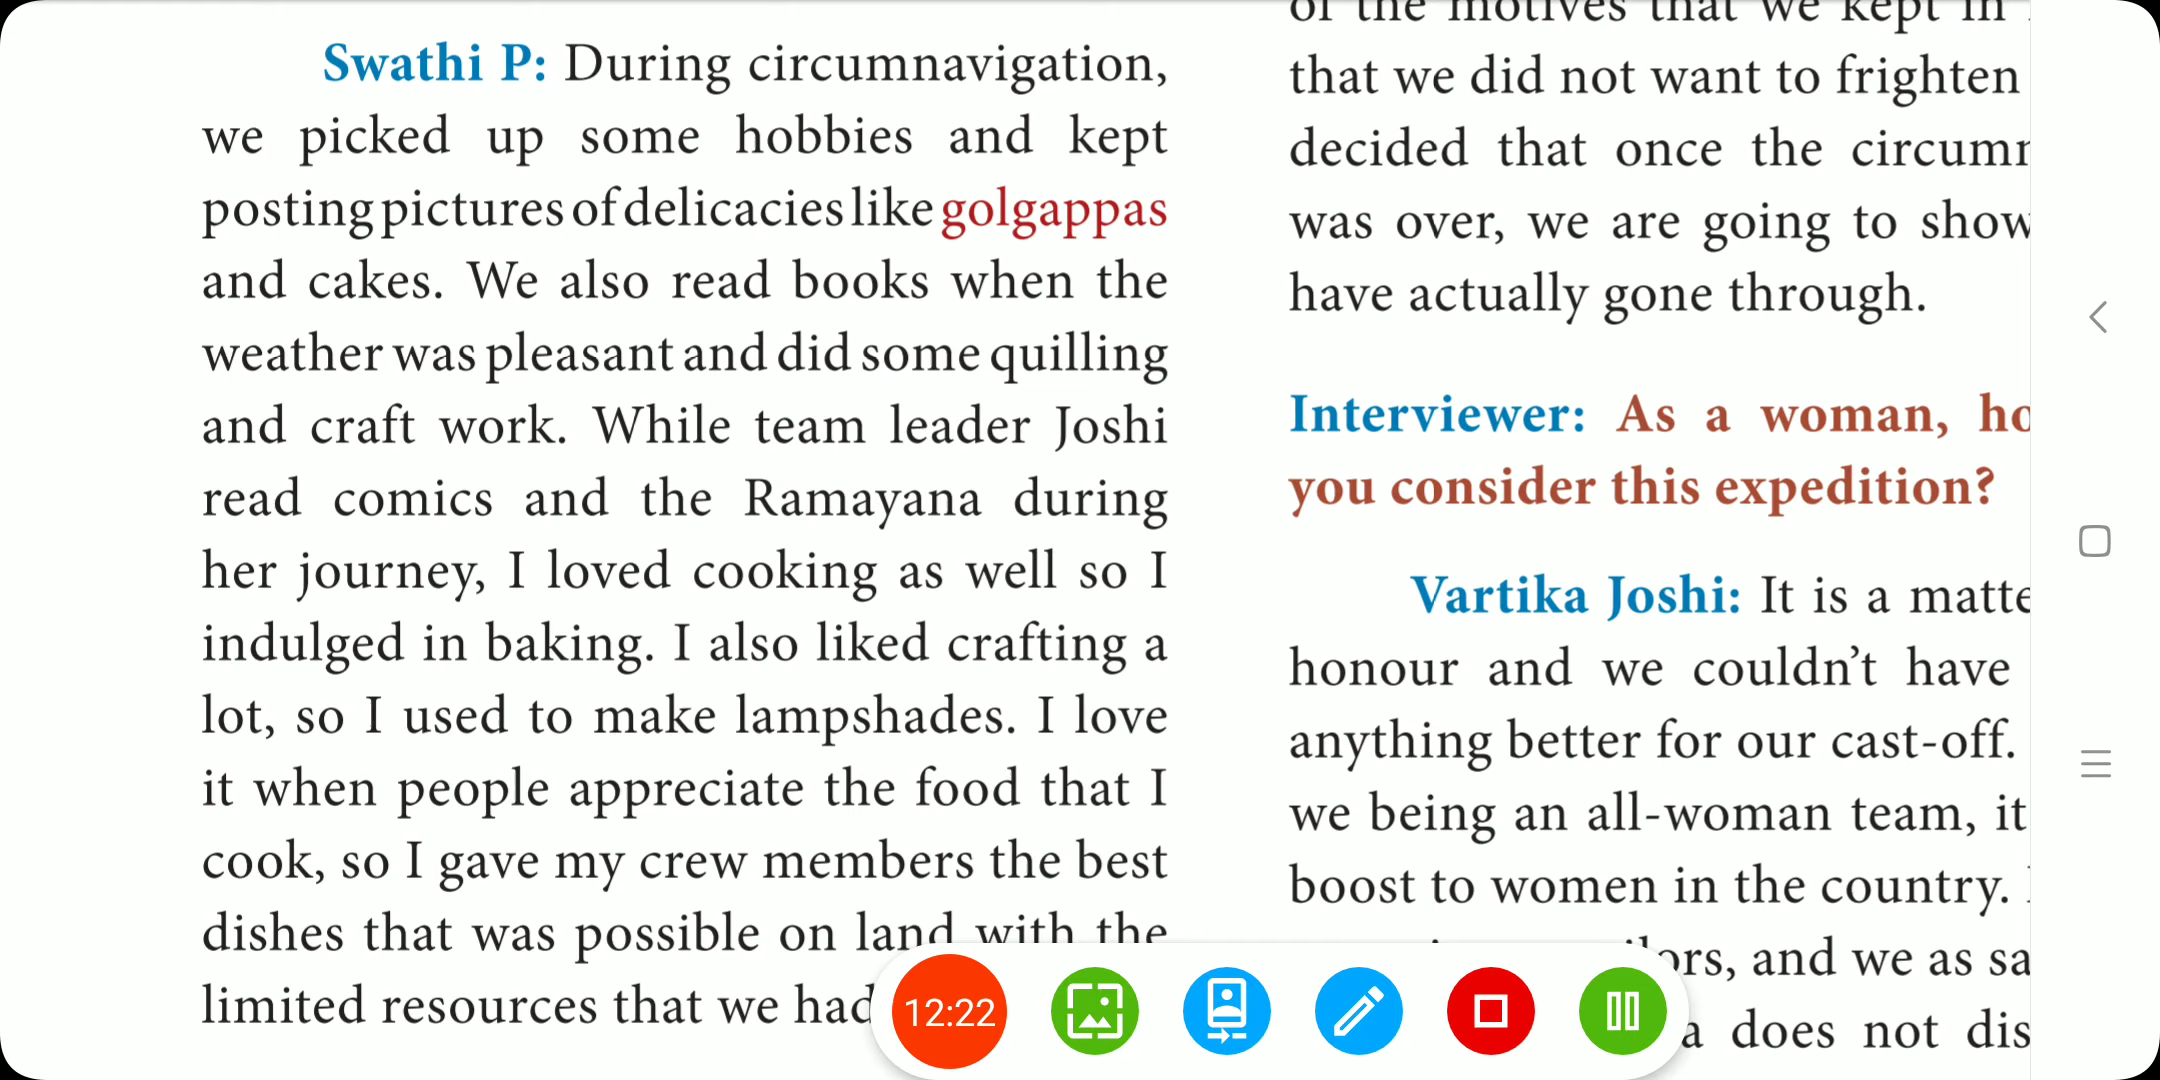 Swathi P: During circumnavigation,
we picked up some hobbies and kept
posting pictures of delicacies like golgappas
and cakes. We also read books when the
weather was pleasant and did some quilling
and craft work. While team leader Joshi
read comics and the Ramayana during
her journey, I loved cooking as well so I
indulged in baking. I also liked crafting a
lot, so I used to make lampshades. I love
it when people appreciate the food that I
cook, so I gave my crew members the best
dishes that was possible on land with the
limited resources that we had
of the motives that we kept in
that we did not want to frighten
decided that once the
was over, we are going to show
have actually gone through.
Interviewer: As a woman,
you consider this expedition?
Vartika Joshi: It is a
honour and we couldn't have
anything better for our cast-off.
we being an all-woman team, it
boost to women in the country.
and we as
does not
12:22